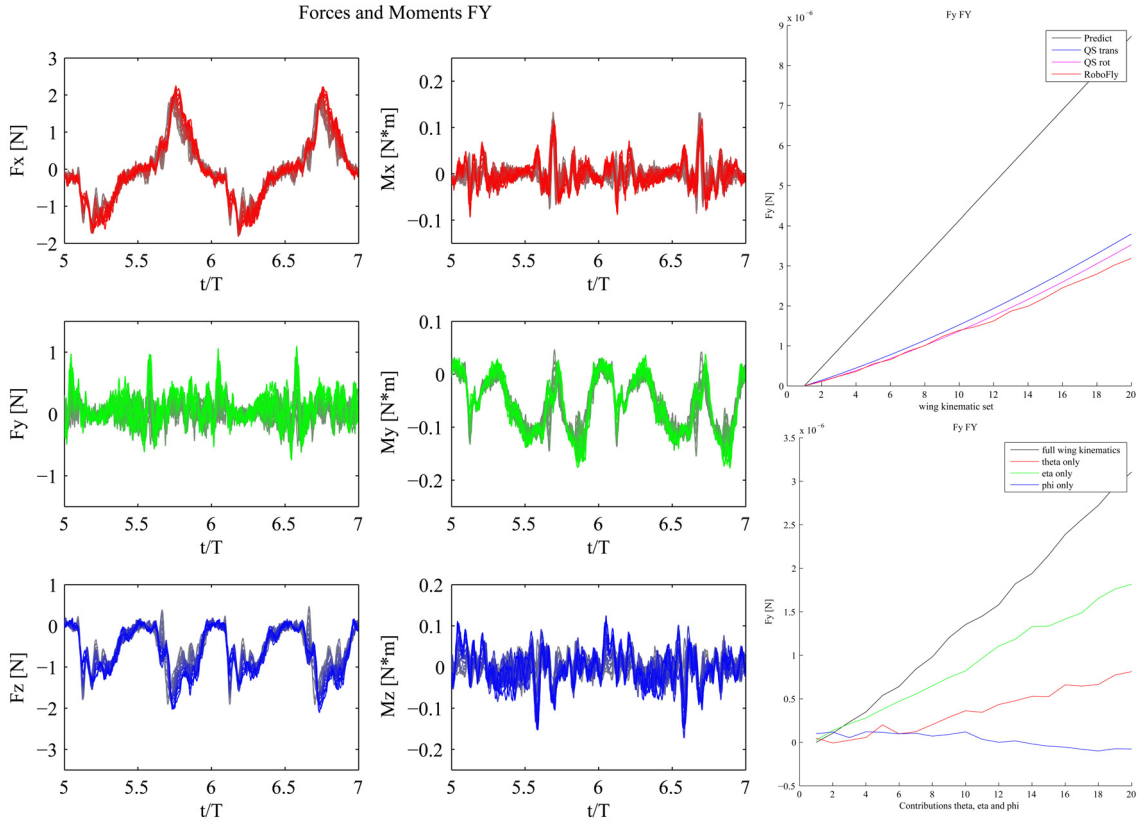 Forces and Moments FY
3
2
1
0
−1
−2
Fx [N]
5
5.5
6
6.5
7
t/T
0.2
0.1
0
−0.1
Mx [N*m]
5
5.5
6
6.5
7
t/T
1
0
−1
Fy [N]
5
5.5
6
6.5
7
t/T
0.1
0
−0.1
−0.2
My [N*m]
5
5.5
6
6.5
7
t/T
1
0
−1
−2
−3
Fz [N]
5
5.5
6
6.5
7
t/T
0.2
0.1
0
−0.1
−0.2
Mz [N*m]
5
5.5
6
6.5
7
t/T
Fy FY
x 10⁻⁶
9
8
7
6
5
4
3
2
1
0
Fy [N]
Predict
QS trans
QS rot
RoboFly
0 2 4 6 8 10 12 14 16 18 20
wing kinematic set
Fy FY
x 10⁻⁶
3.5
3
2.5
2
1.5
1
0.5
0
−0.5
Fy [N]
full wing kinematics
theta only
eta only
phi only
0 2 4 6 8 10 12 14 16 18 20
Contributions theta, eta and phi